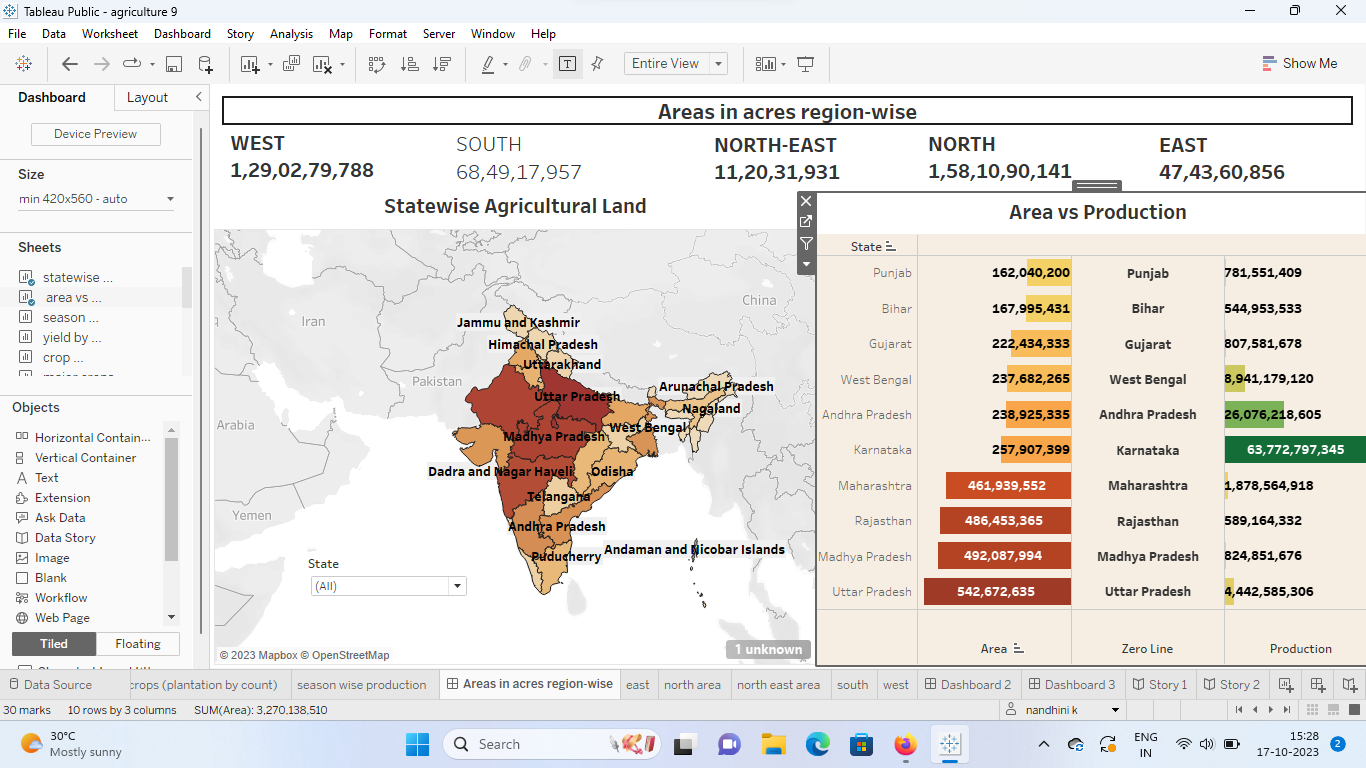 Tableau Public - agriculture 9
File Data Worksheet Dashboard Story Analysis Map Format Server Window Help
Entire View
Show Me
Dashboard Layout
Device Preview
Size
min 420x560 - auto
Sheets
statewise ...
area vs ...
season ...
yield by ...
crop ...
Objects
Horizontal Contain...
Vertical Container
Text
Extension
Ask Data
Data Story
Image
Blank
Workflow
Web Page
Tiled Floating
Areas in acres region-wise
WEST SOUTH NORTH-EAST NORTH EAST
1,29,02,79,788 68,49,17,957 11,20,31,931 1,58,10,90,141 47,43,60,856
Statewise Agricultural Land
China
Iran
Pakistan
Arabia
Yemen
Jammu and Kashmir
Himachal Pradesh
Uttarakhand
Arunachal Pradesh
Uttar Pradesh
Nagaland
West Bengal
Madhya Pradesh
Dadra and Nagar Haveli
Odisha
Telangana
Andhra Pradesh
Andaman and Nicobar Islands
Puducherry
State
(All)
© 2023 Mapbox © OpenStreetMap
1 unknown
Area vs Production
State
Punjab 162,040,200 Punjab 781,551,409
Bihar 167,995,431 Bihar 544,953,533
Gujarat 222,434,333 Gujarat 807,581,678
West Bengal 237,682,265 West Bengal 8,941,179,120
Andhra Pradesh 238,925,335 Andhra Pradesh 26,076,218,605
Karnataka 257,907,399 Karnataka 63,772,797,345
Maharashtra 461,939,552 Maharashtra 1,878,564,918
Rajasthan 486,453,365 Rajasthan 589,164,332
Madhya Pradesh 492,087,994 Madhya Pradesh 824,851,676
Uttar Pradesh 542,672,635 Uttar Pradesh 4,442,585,306
Area Zero Line Production
Data Source crops (plantation by count) season wise production Areas in acres region-wise east north area north east area south west Dashboard 2 Dashboard 3 Story 1 Story 2
30 marks 10 rows by 3 columns SUM(Area): 3,270,138,510 nandhini k
30°C
Mostly sunny
Search
ENG
IN
15:28
17-10-2023
2